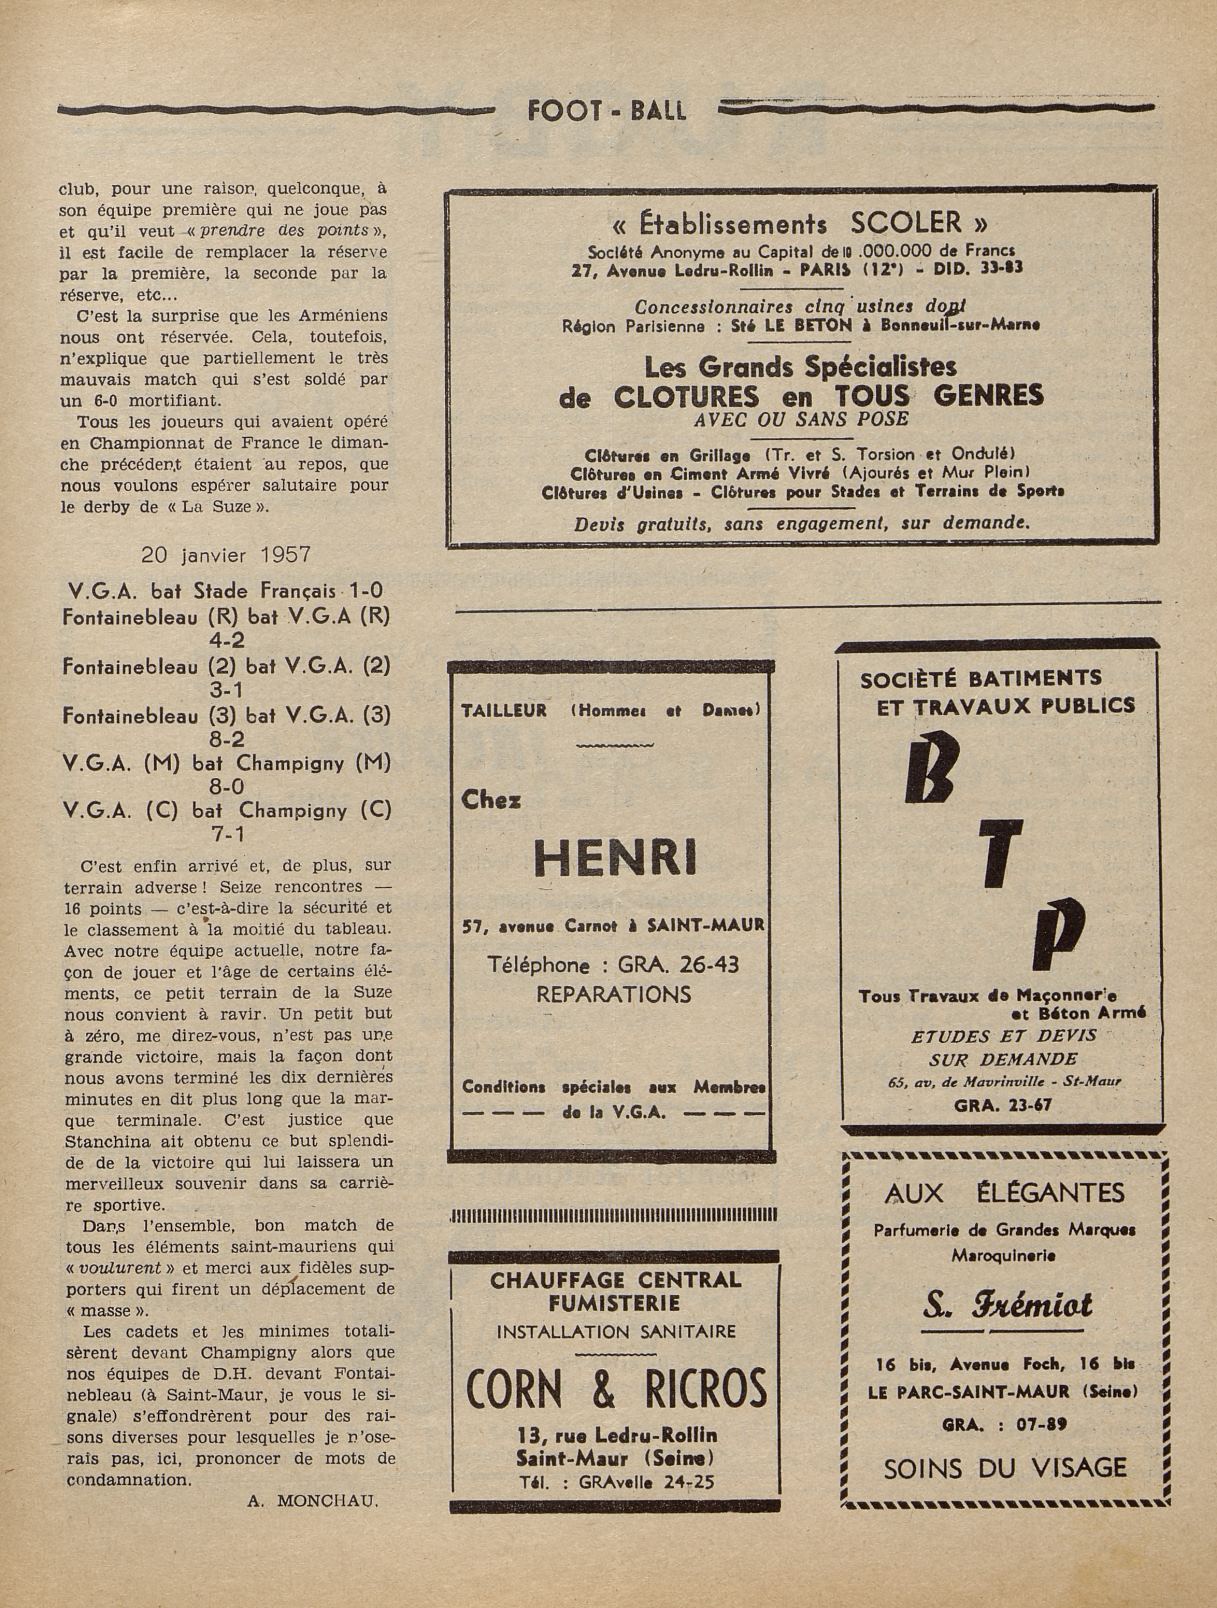 FOOT - BALL
club, pour une raison, quelconque, à
son équipe première qui ne joue pas
et qu'il veut « prendre des points »,
il est facile de remplacer la réserve
par la première, la seconde par la
réserve, etc...
C'est la surprise que les Arméniens
nous ont réservée. Cela, toutefois,
n'explique que partiellement le très
mauvais match qui s'est soldé par
un 6-0 mortifiant.
Tous les joueurs qui avaient opéré
en Championnat de France le diman-
che précédent étaient au repos, que
nous voulons espérer salutaire pour
le derby de « La Suze ».
20 janvier 1957
V.G.A. bat Stade Français 1-0
Fontainebleau (R) bat V.G.A (R)
4-2
Fontainebleau (2) bat V.G.A. (2)
3-1
Fontainebleau (3) bat V.G.A. (3)
8-2
V.G.A. (M) bat Champigny (M)
8-0
V.G.A. (C) bat Champigny (C)
7-1
C'est enfin arrivé et, de plus, sur
terrain adverse ! Seize rencontres —
16 points — c'est-à-dire la sécurité et
le classement à la moitié du tableau.
Avec notre équipe actuelle, notre fa-
çon de jouer et l'âge de certains élé-
ments, ce petit terrain de la Suze
nous convient à ravir. Un petit but
à zéro, me direz-vous, n'est pas une
grande victoire, mais la façon dont
nous avons terminé les dix dernières
minutes en dit plus long que la mar-
que terminale. C'est justice que
Stanchina ait obtenu ce but splendi-
de de la victoire qui lui laissera un
merveilleux souvenir dans sa carriè-
re sportive.
Dans l'ensemble, bon match de
tous les éléments saint-mauriens qui
« voulurent » et merci aux fidèles sup-
porters qui firent un déplacement de
« masse ».
Les cadets et les minimes totali-
sèrent devant Champigny alors que
nos équipes de D.H. devant Fontai-
nebleau (à Saint-Maur, je vous le si-
gnale) s'effondrèrent pour des rai-
sons diverses pour lesquelles je n'ose-
rais pas, ici, prononcer de mots de
condamnation.
A. MONCHAU.
« Établissements SCOLER »
Société Anonyme au Capital de 10 .000.000 de Francs
27, Avenue Ledru-Rollin - PARIS (12e) - DID. 33-83
Concessionnaires cinq usines dont
Région Parisienne : Sté LE BETON à Bonneuil-sur-Marne
Les Grands Spécialistes
de CLOTURES en TOUS GENRES
AVEC OU SANS POSE
Clôtures en Grillage (Tr. et S. Torsion et Ondulé)
Clôtures en Ciment Armé Vivré (Ajourés et Mur Plein)
Clôtures d'Usines - Clôtures pour Stades et Terrains de Sports
Devis gratuits, sans engagement, sur demande.
TAILLEUR (Hommes et Dames)
Chez
HENRI
57, avenue Carnot à SAINT-MAUR
Téléphone : GRA. 26-43
REPARATIONS
Conditions spéciales aux Membres
— — — de la V.G.A. — — —
CHAUFFAGE CENTRAL
FUMISTERIE
INSTALLATION SANITAIRE
CORN & RICROS
13, rue Ledru-Rollin
Saint-Maur (Seine)
Tél. : GRAvelle 24-25
SOCIÈTÉ BATIMENTS
ET TRAVAUX PUBLICS
B
T
P
Tous Travaux de Maçonnerie
et Béton Armé
ETUDES ET DEVIS
SUR DEMANDE
65, av, de Mavrinville - St-Maur
GRA. 23-67
AUX ÉLÉGANTES
Parfumerie de Grandes Marques
Maroquinerie
S. Frémiot
16 bis, Avenue Foch, 16 bis
LE PARC-SAINT-MAUR (Seine)
GRA. : 07-89
SOINS DU VISAGE